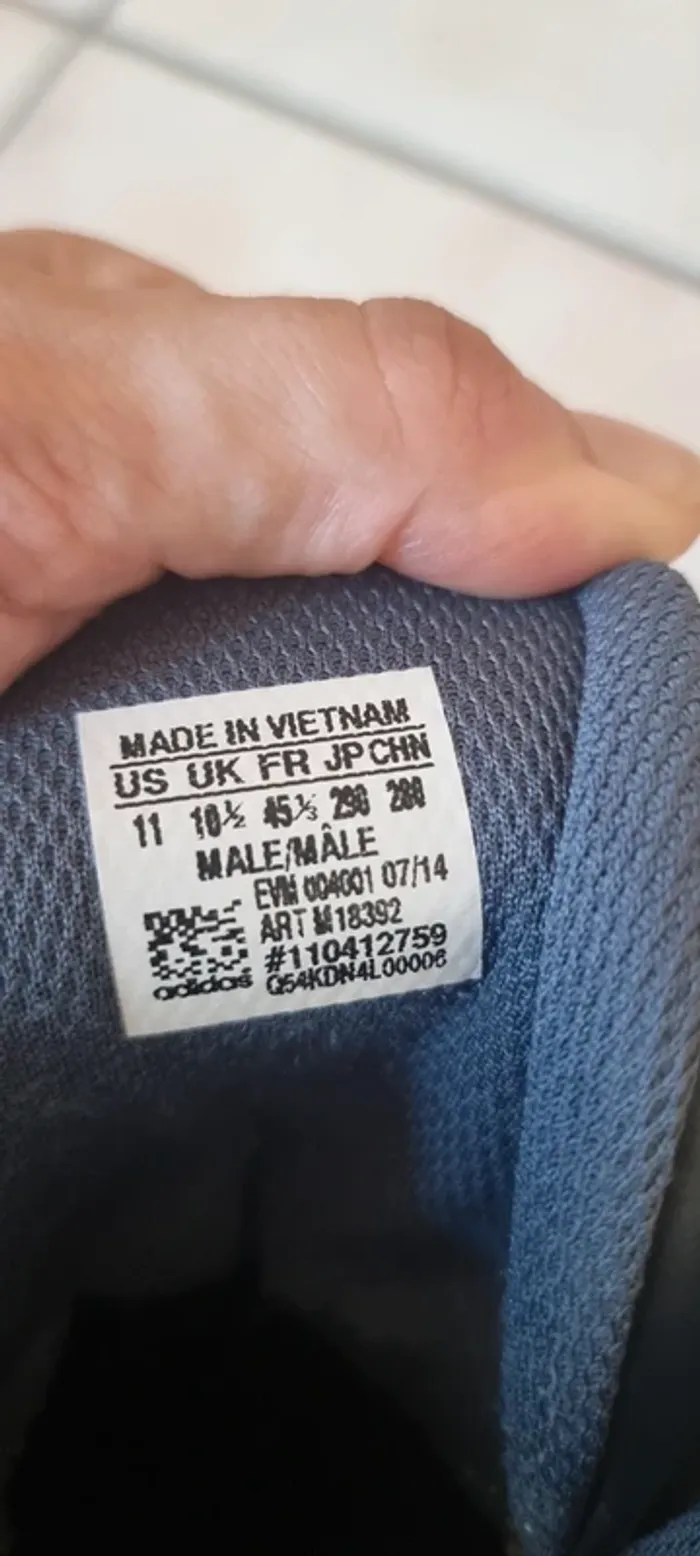 MADE IN VIETNAM
US UK FR JP CHN
11 10½ 45⅓ 290 280
MALE/MÂLE
EVM 004001 07/14
ART M18392
#110412759
Q54KDN4L00006
adidas